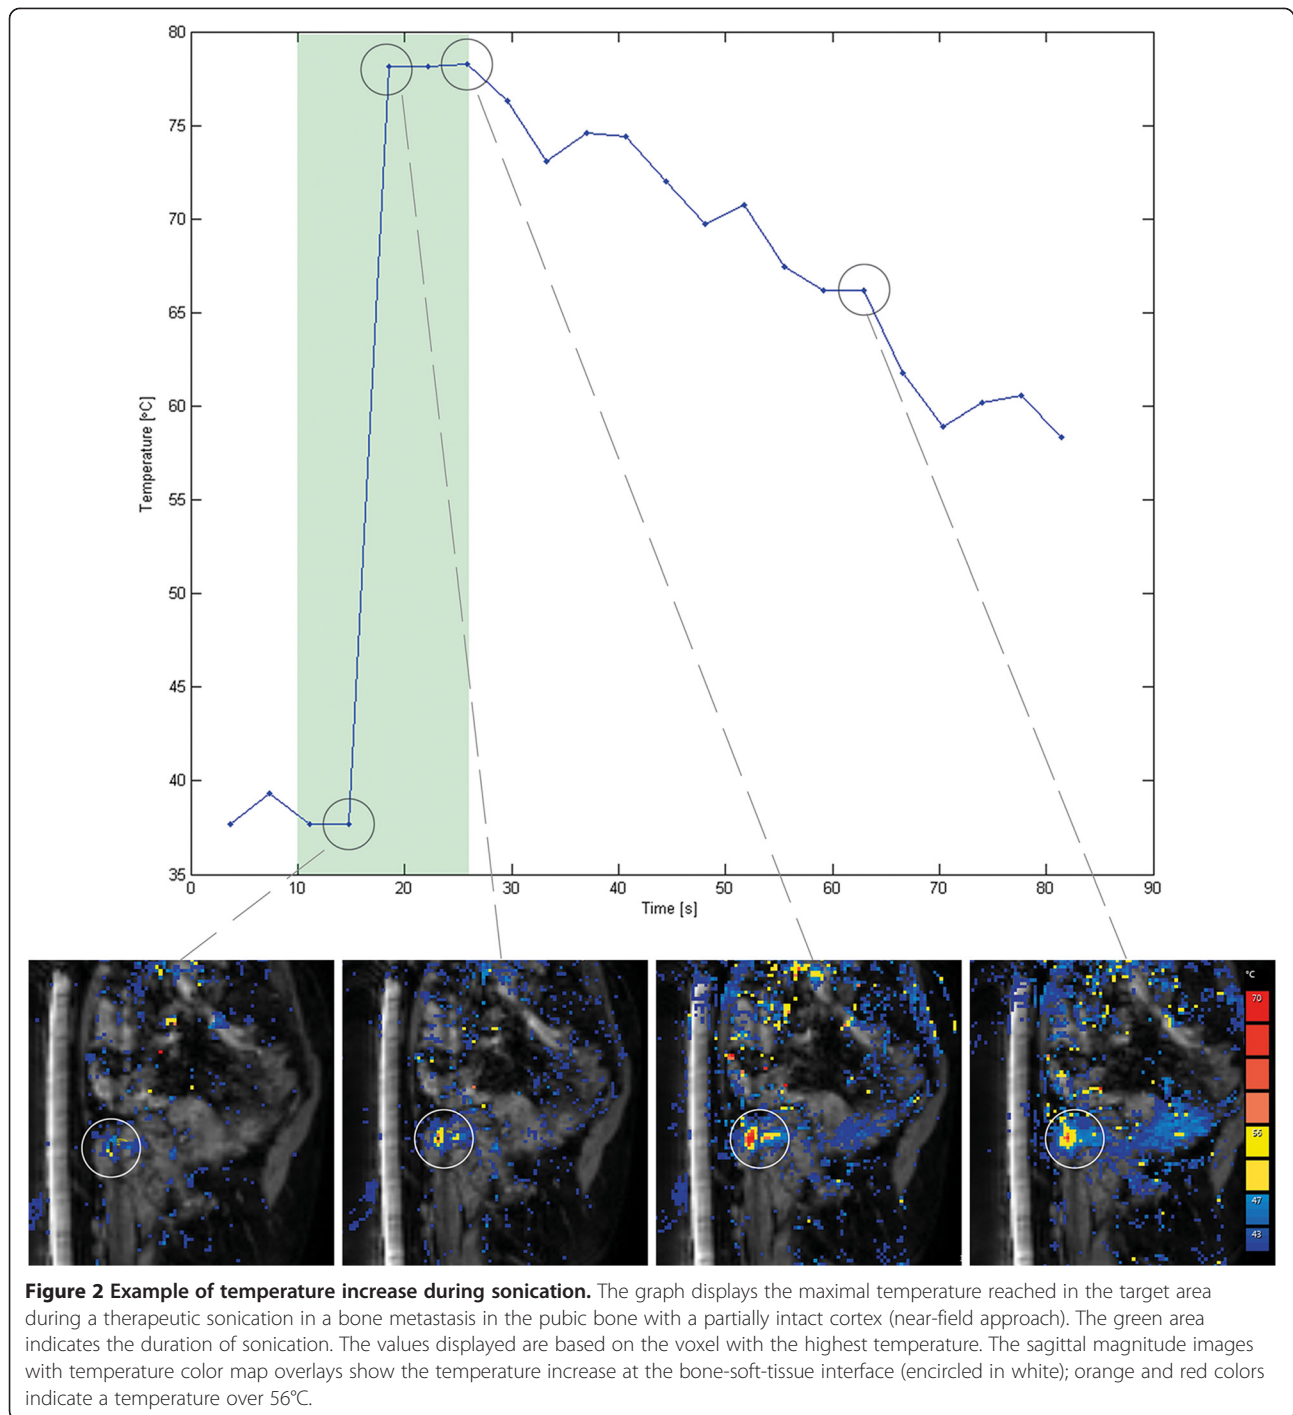 80
75
70
65
60
55
50
45
40
35
Temperature [°C]
0 10 20 30 40 50 60 70 80 90
Time [s]
°C
70
56
47
43
Figure 2 Example of temperature increase during sonication. The graph displays the maximal temperature reached in the target area
during a therapeutic sonication in a bone metastasis in the pubic bone with a partially intact cortex (near-field approach). The green area
indicates the duration of sonication. The values displayed are based on the voxel with the highest temperature. The sagittal magnitude images
with temperature color map overlays show the temperature increase at the bone-soft-tissue interface (encircled in white); orange and red colors
indicate a temperature over 56°C.